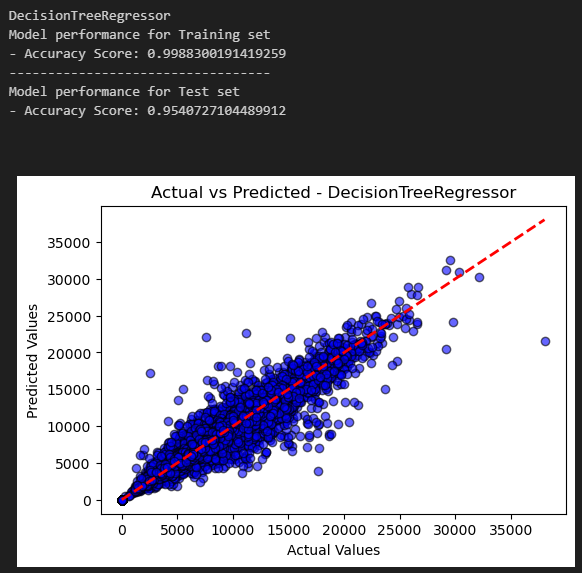 DecisionTreeRegressor
Model performance for Training set
- Accuracy Score: 0.9988300191419259
----------------------------------
Model performance for Test set
- Accuracy Score: 0.9540727104489912
Actual vs Predicted - DecisionTreeRegressor
35000
30000
25000
20000
15000
10000
5000
0
Predicted Values
0 5000 10000 15000 20000 25000 30000 35000
Actual Values